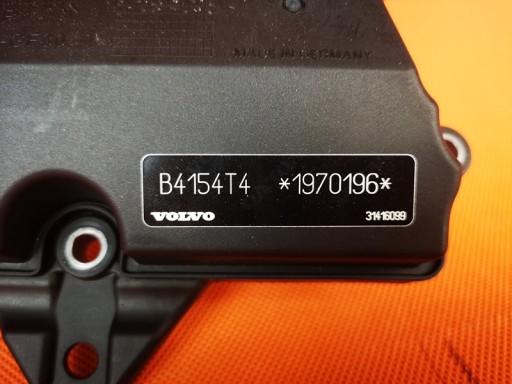 MADE IN GERMANY
B4154T4 *1970196*
VOLVO 31416099